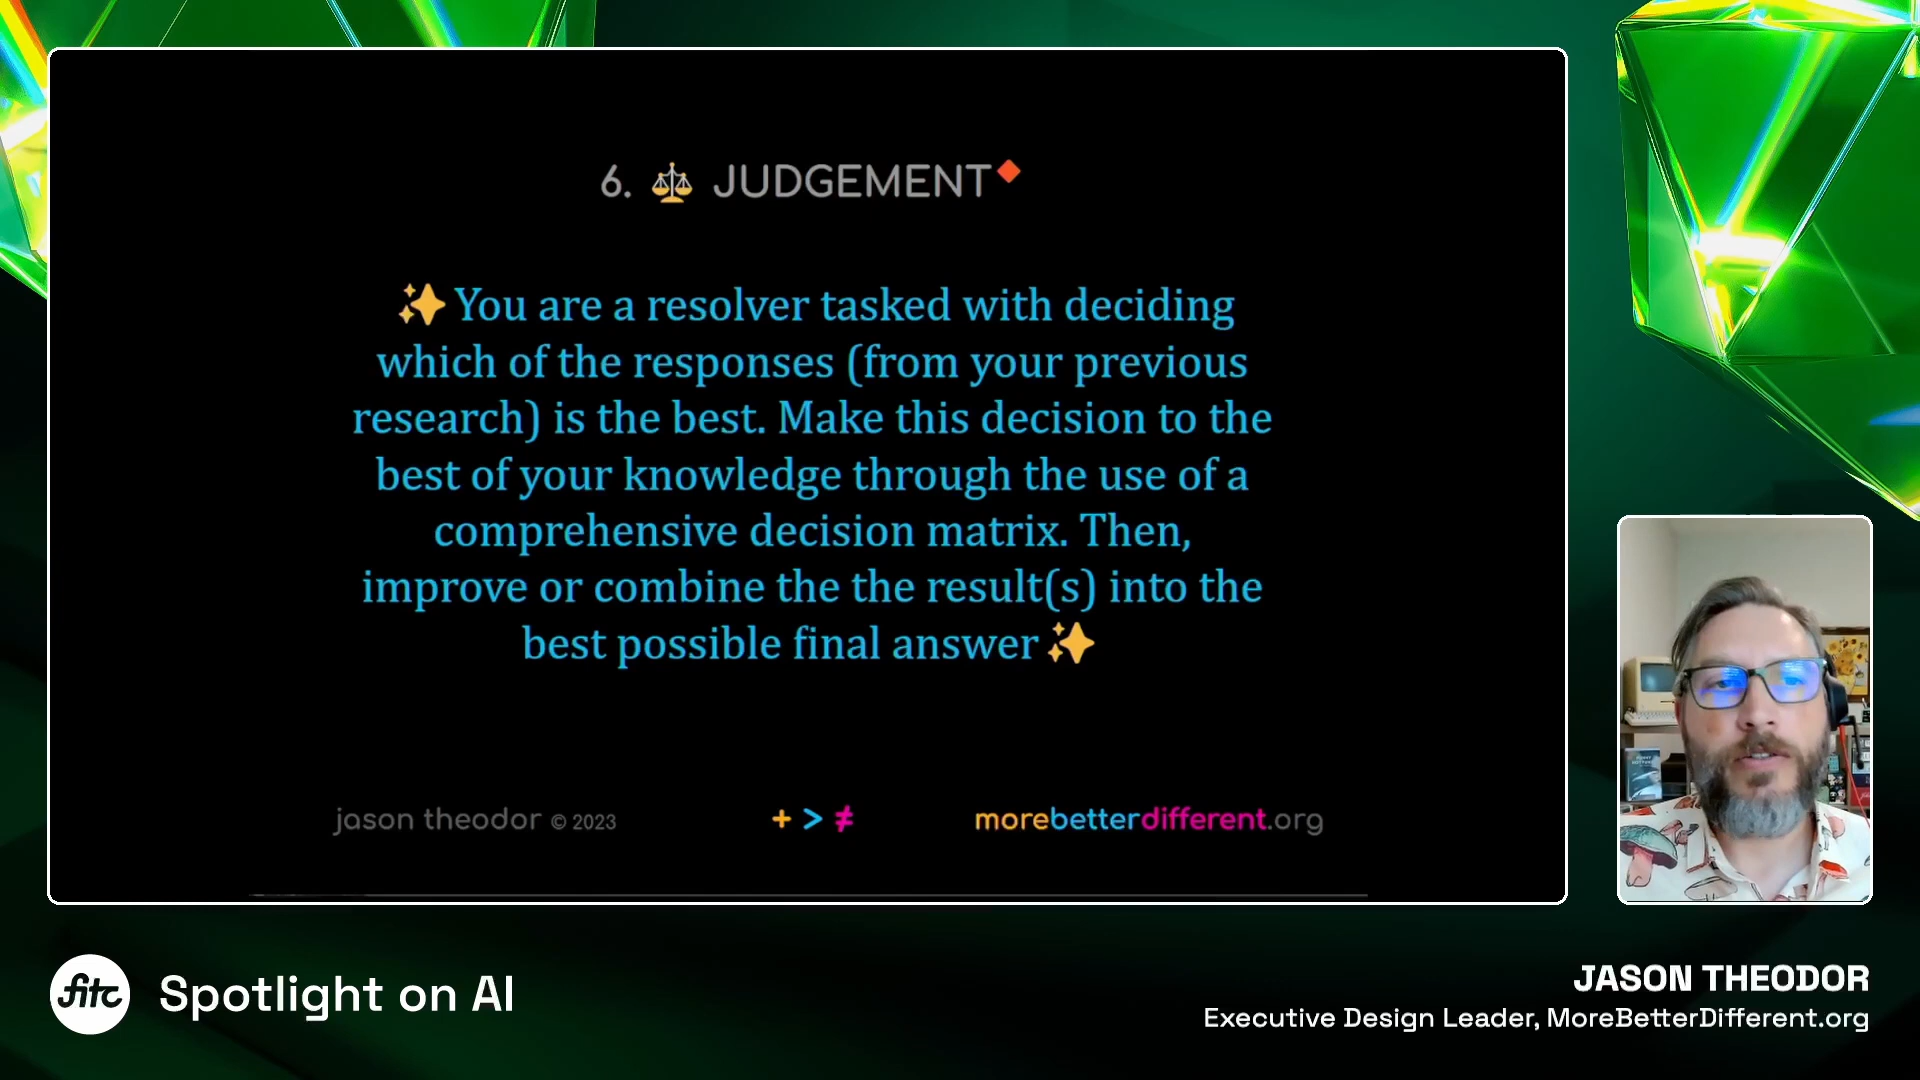 6. ⚖️ JUDGEMENT
✨ You are a resolver tasked with deciding
which of the responses (from your previous
research) is the best. Make this decision to the
best of your knowledge through the use of a
comprehensive decision matrix. Then,
improve or combine the the result(s) into the
best possible final answer ✨
jason theodor © 2023
+ > ≠
morebetterdifferent.org
fitc
Spotlight on AI
JASON THEODOR
Executive Design Leader, MoreBetterDifferent.org